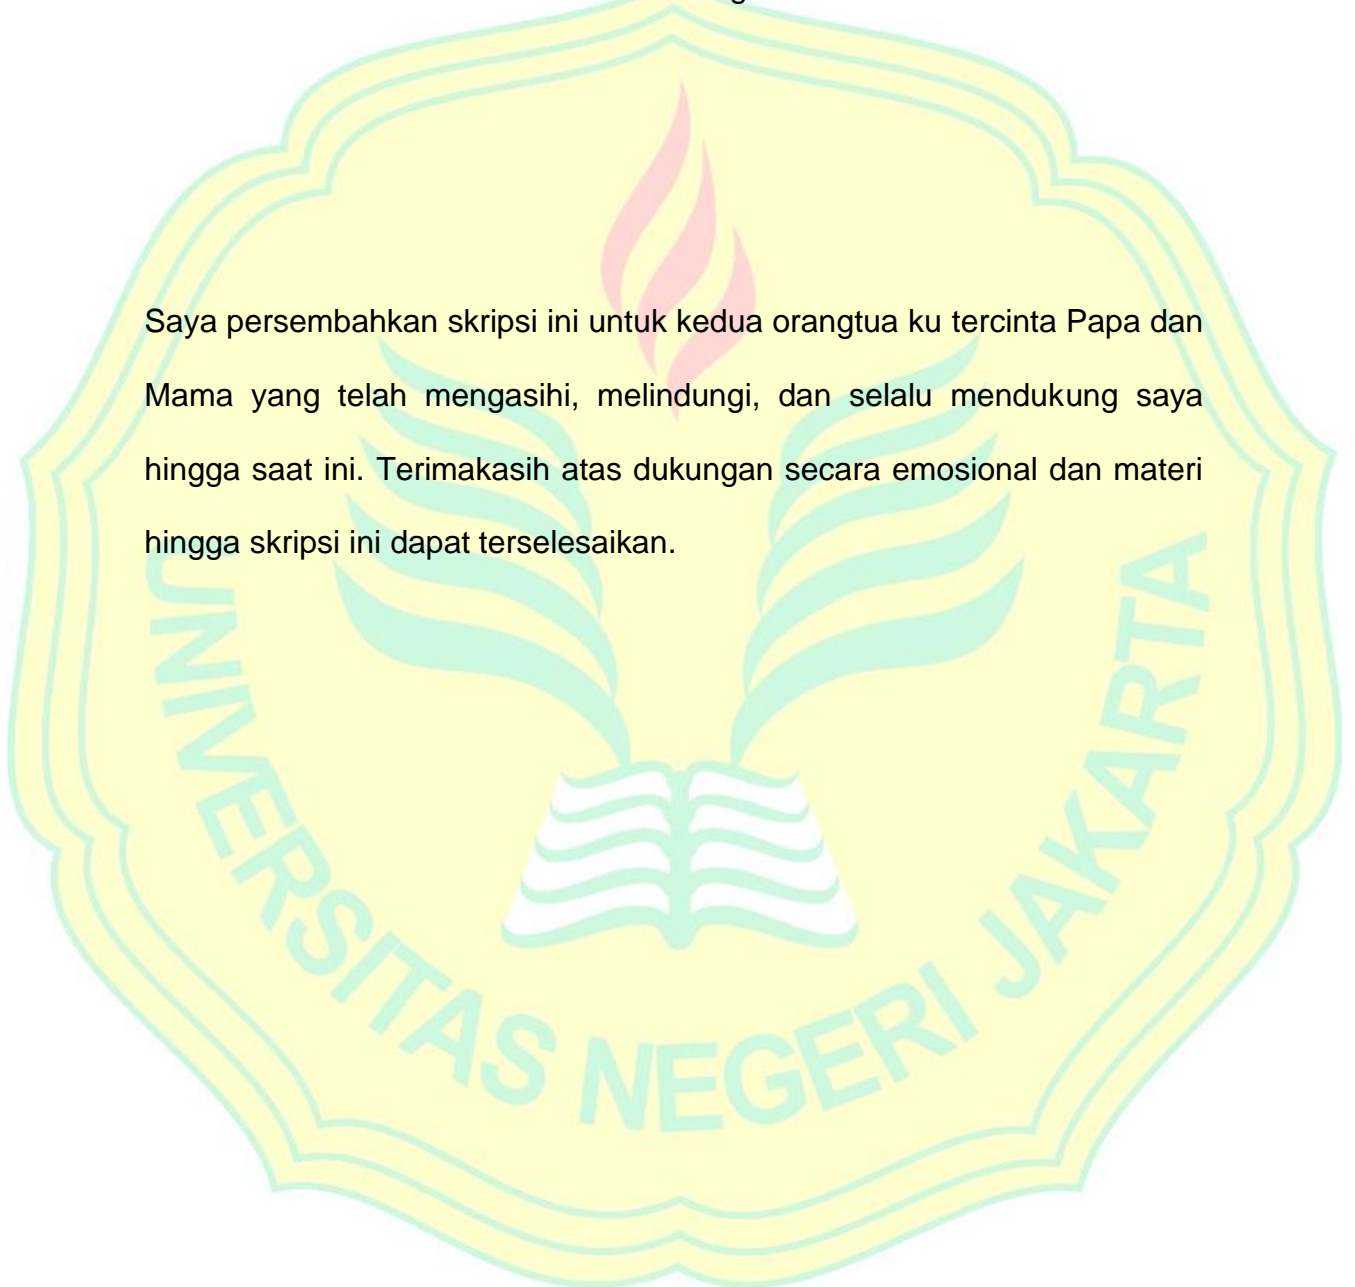 Saya persembahkan skripsi ini untuk kedua orangtua ku tercinta Papa dan
Mama yang telah mengasihi, melindungi, dan selalu mendukung saya
hingga saat ini. Terimakasih atas dukungan secara emosional dan materi
hingga skripsi ini dapat terselesaikan.
UNIVERSITAS NEGERI JAKARTA